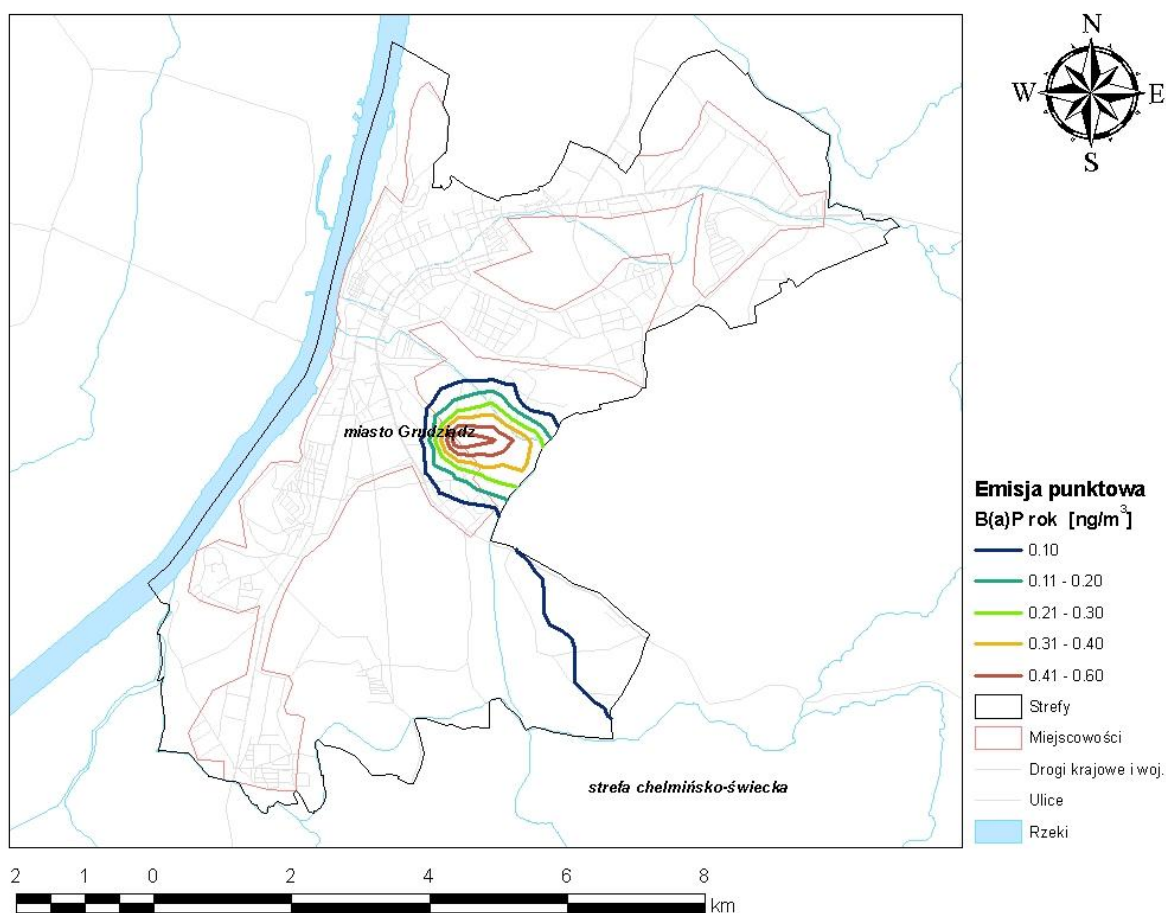 N
W
E
S
miasto Grudziądz
strefa chełmińsko-świecka
Emisja punktowa
B(a)P rok [ng/m³]
0.10
0.11 - 0.20
0.21 - 0.30
0.31 - 0.40
0.41 - 0.60
Strefy
Miejscowości
Drogi krajowe i woj.
Ulice
Rzeki
2 1 0 2 4 6 8
km